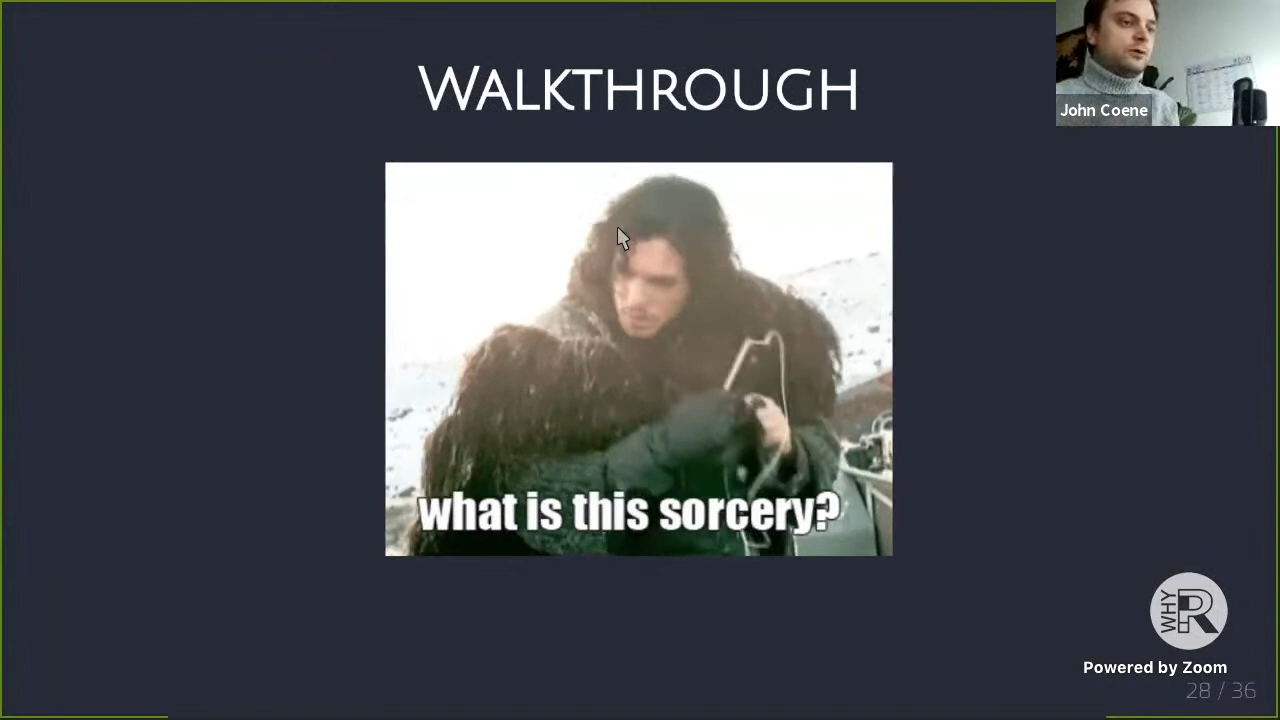 WALKTHROUGH
John Coene
what is this sorcery?
WHY R
Powered by Zoom
28 / 36